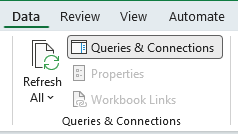 Data Review View Automate
Queries & Connections
Refresh All
Properties
Workbook Links
Queries & Connections